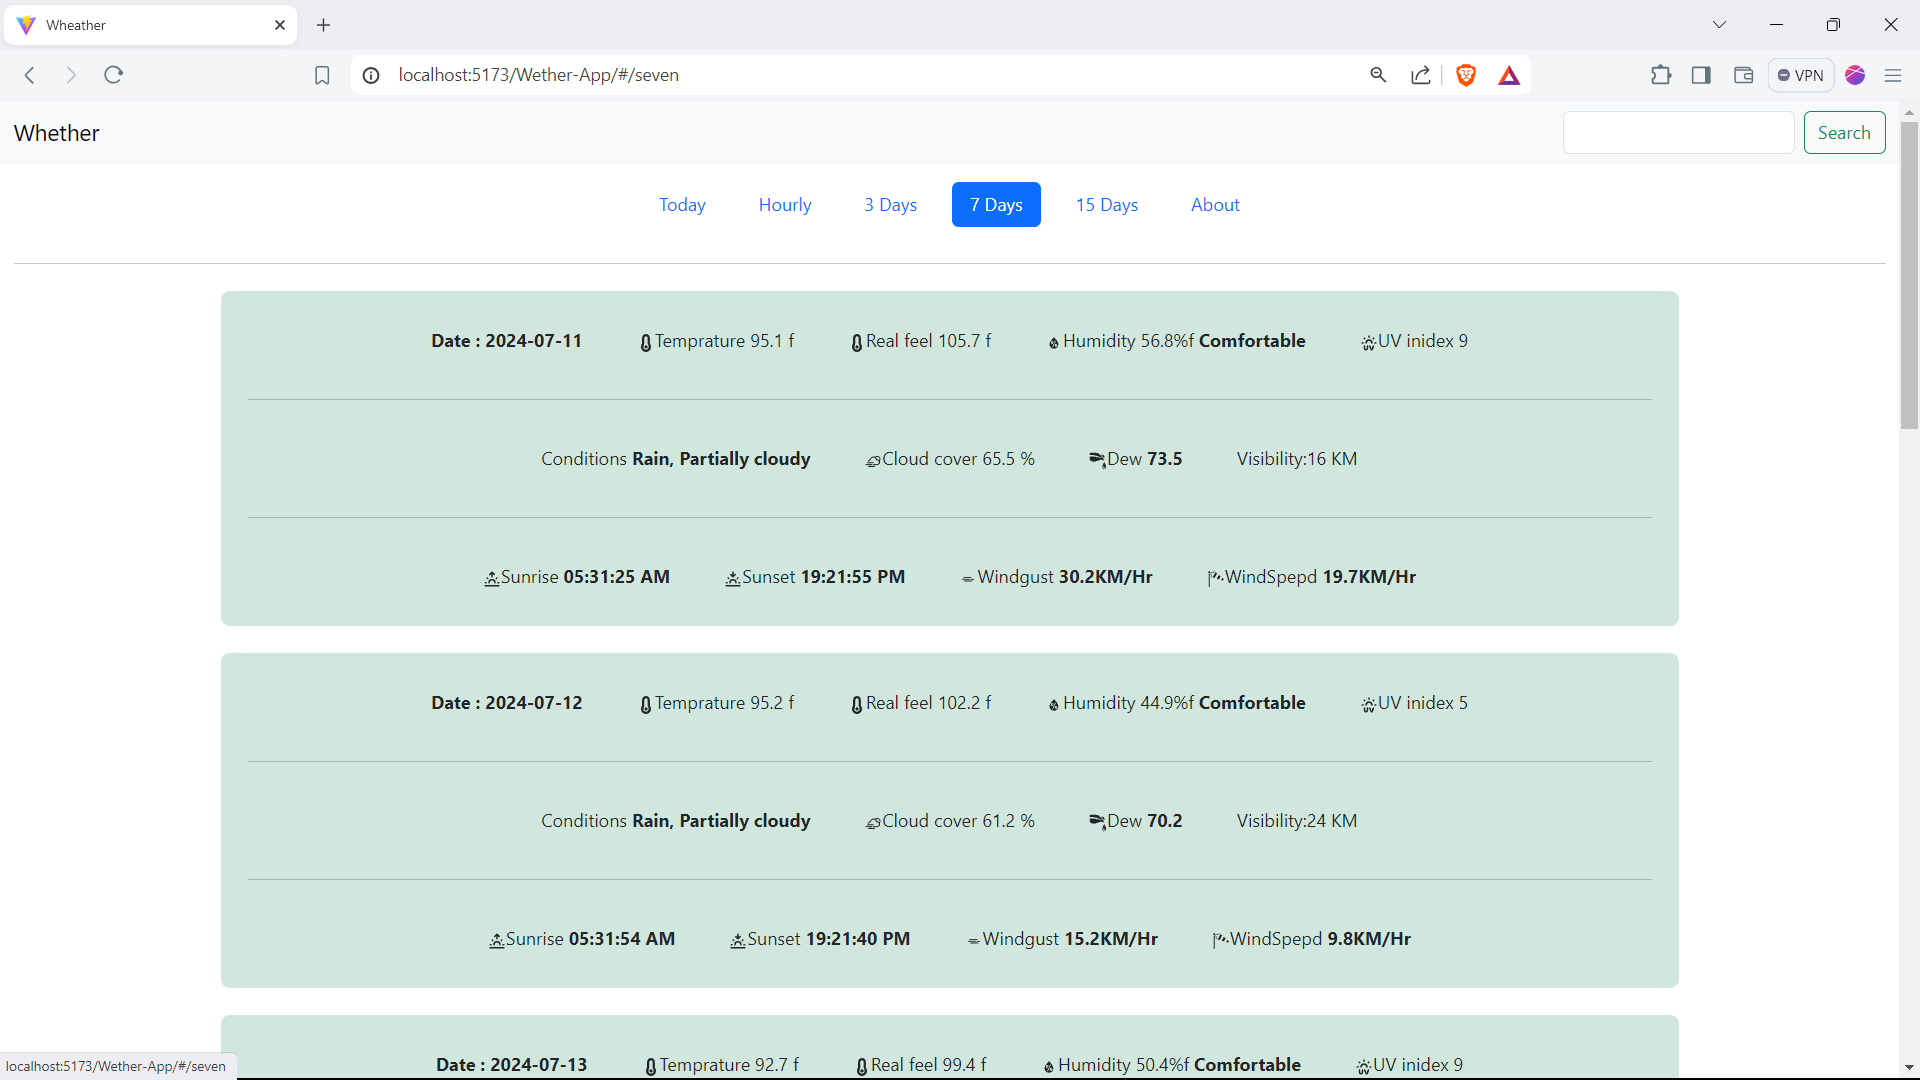 Wheather
localhost:5173/Wether-App/#/seven
VPN
Whether
Search
Today Hourly 3 Days 7 Days 15 Days About
Date : 2024-07-11 Temprature 95.1 f Real feel 105.7 f Humidity 56.8%f Comfortable UV inidex 9
Conditions Rain, Partially cloudy Cloud cover 65.5 % Dew 73.5 Visibility:16 KM
Sunrise 05:31:25 AM Sunset 19:21:55 PM Windgust 30.2KM/Hr WindSpepd 19.7KM/Hr
Date : 2024-07-12 Temprature 95.2 f Real feel 102.2 f Humidity 44.9%f Comfortable UV inidex 5
Conditions Rain, Partially cloudy Cloud cover 61.2 % Dew 70.2 Visibility:24 KM
Sunrise 05:31:54 AM Sunset 19:21:40 PM Windgust 15.2KM/Hr WindSpepd 9.8KM/Hr
Date : 2024-07-13 Temprature 92.7 f Real feel 99.4 f Humidity 50.4%f Comfortable UV inidex 9
localhost:5173/Wether-App/#/seven